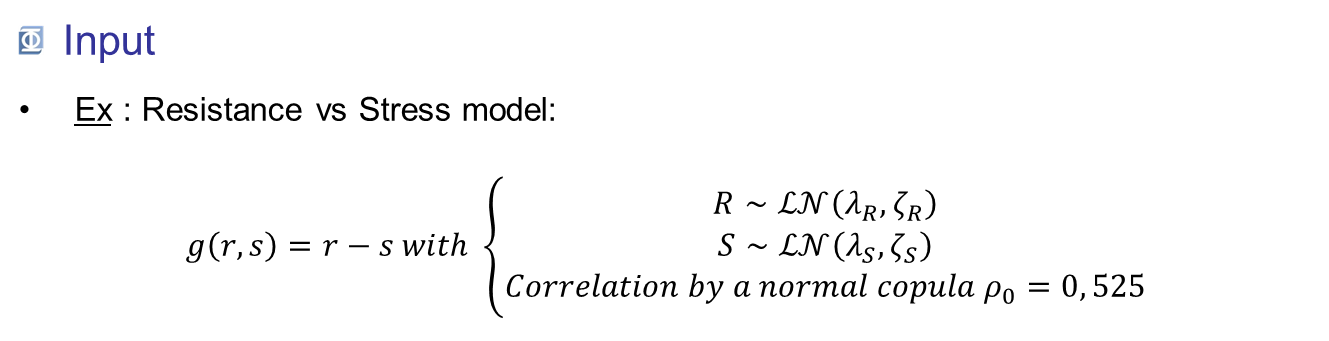 Input
• Ex : Resistance vs Stress model:
R ~ ℒ𝒩(λ_R, ζ_R)
g(r, s) = r − s with { S ~ ℒ𝒩(λ_S, ζ_S)
Correlation by a normal copula ρ₀ = 0,525